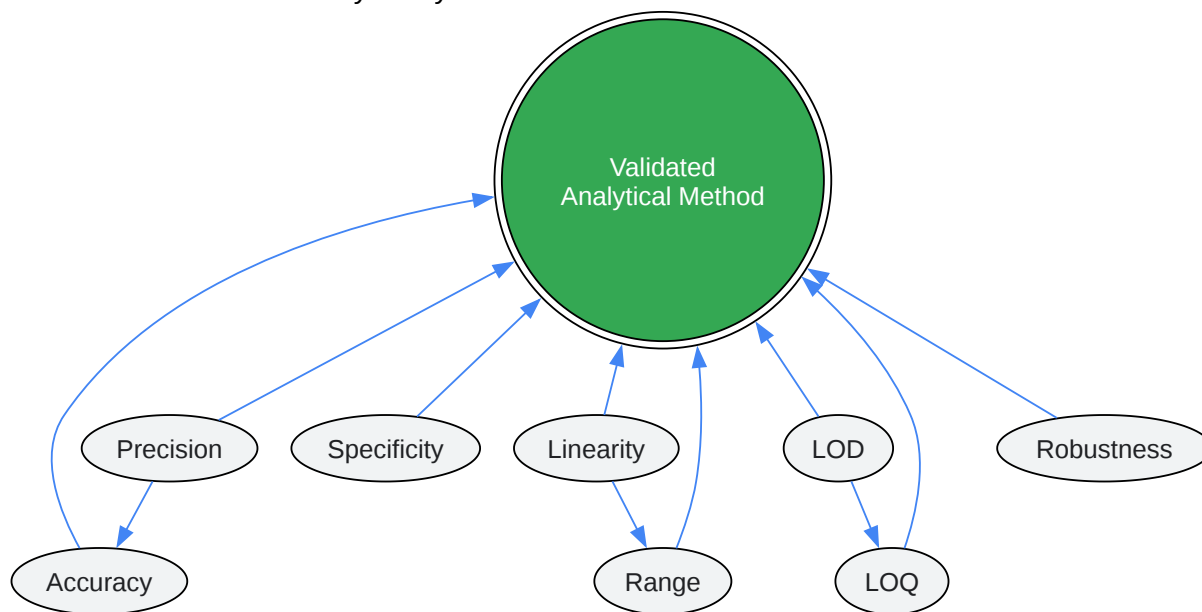 Validated
Analytical Method
Precision
Specificity
Linearity
LOD
Robustness
Accuracy
Range
LOQ